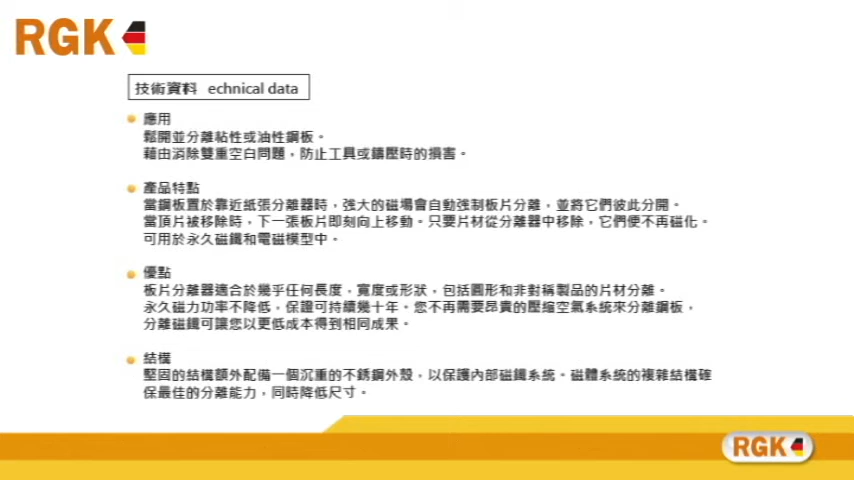 RGK
技術資料 echnical data
應用
鬆開並分離粘性或油性鋼板。
藉由消除雙重空白問題，防止工具或鑄壓時的損害。
產品特點
當鋼板置於靠近紙張分離器時，強大的磁場會自動强制板片分離，並將它們彼此分開。
當頂片被移除時，下一張板片即刻向上移動。只要片材從分離器中移除，它們便不再磁化。
可用於永久磁鐵和電磁模型中。
優點
板片分離器適合於幾乎任何長度，寬度或形狀，包括圓形和非對稱製品的片材分離。
永久磁力功率不降低，保證可持續幾十年。您不再需要昂貴的壓縮空氣系統來分離鋼板，
分離磁鐵可讓您以更低成本得到相同成果。
結構
堅固的結構額外配備一個沉重的不銹鋼外殼，以保護內部磁鐵系統。磁體系統的複雜結構確
保最佳的分離能力，同時降低尺寸。
RGK